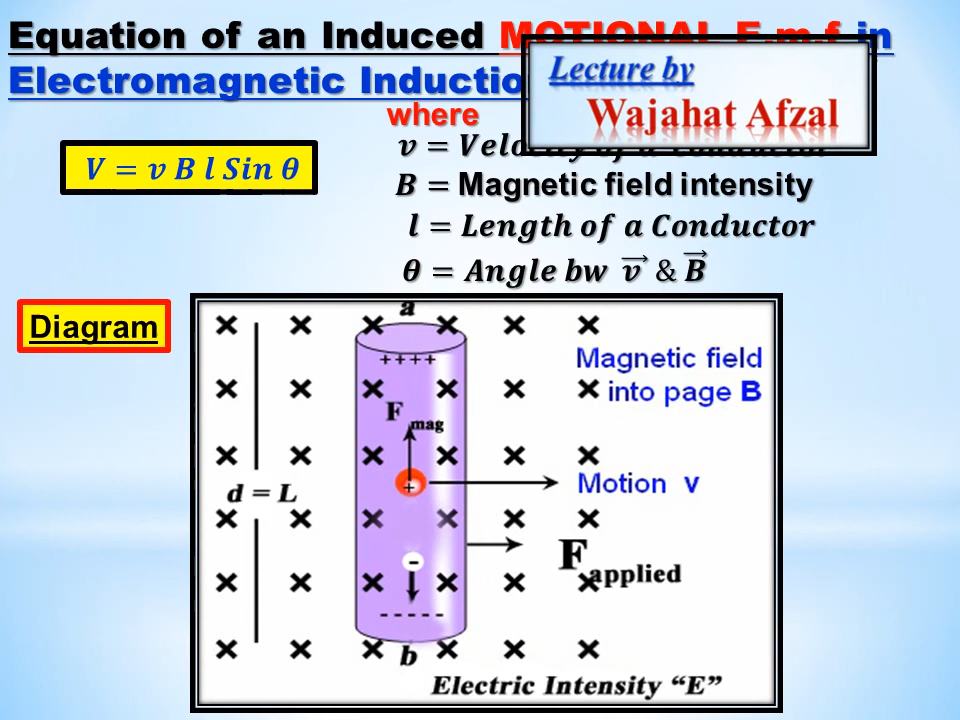 Equation of an Induced MOTIONAL E.m.f in
Electromagnetic Inductio
Lecture by
Wajahat Afzal
where
𝑽 = 𝒗 𝑩 𝒍 𝑺𝒊𝒏 𝜽
𝒗 = 𝑽𝒆𝒍𝒐𝒄𝒊𝒕𝒚 𝒐𝒇 𝒂 𝑪𝒐𝒏𝒅𝒖𝒄𝒕𝒐𝒓
𝑩 = Magnetic field intensity
𝒍 = 𝑳𝒆𝒏𝒈𝒕𝒉 𝒐𝒇 𝒂 𝑪𝒐𝒏𝒅𝒖𝒄𝒕𝒐𝒓
𝜽 = 𝑨𝒏𝒈𝒍𝒆 𝒃𝒘 𝒗⃗ & 𝑩⃗
Diagram
a
++++
Magnetic field
into page B
F mag
+
Motion v
d = L
F applied
-
-----
b
Electric Intensity “E”